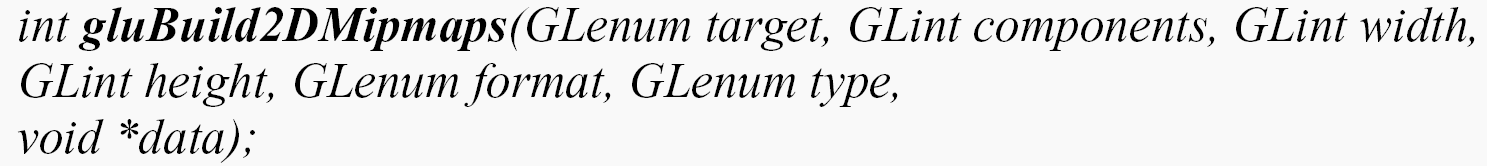 int gluBuild2DMipmaps(GLenum target, GLint components, GLint width,
GLint height, GLenum format, GLenum type,
void *data);